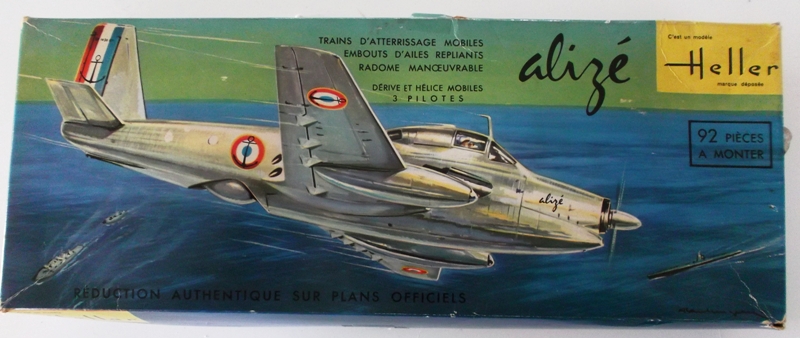 TRAINS D'ATTERRISSAGE MOBILES
EMBOUTS D'AILES REPLIANTS
RADOME MANŒUVRABLE
DÉRIVE ET HÉLICE MOBILES
3 PILOTES
alizé
C'est un modèle
Heller
marque déposée
92 PIÈCES
A MONTER
alizé
RÉDUCTION AUTHENTIQUE SUR PLANS OFFICIELS